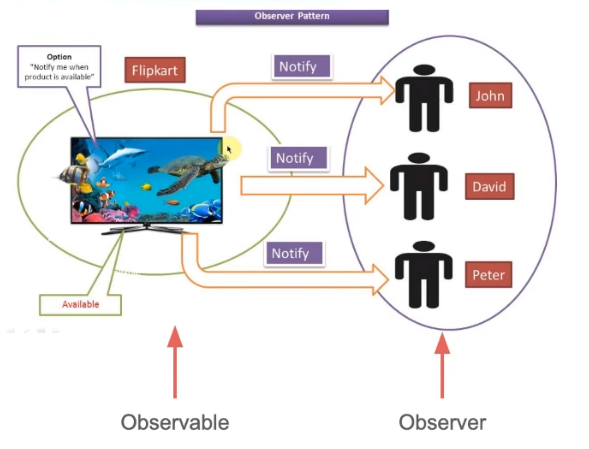 Observer Pattern
Option
"Notify me when
product is available"
Flipkart
Notify
John
Notify
David
Notify
Peter
Available
Observable
Observer